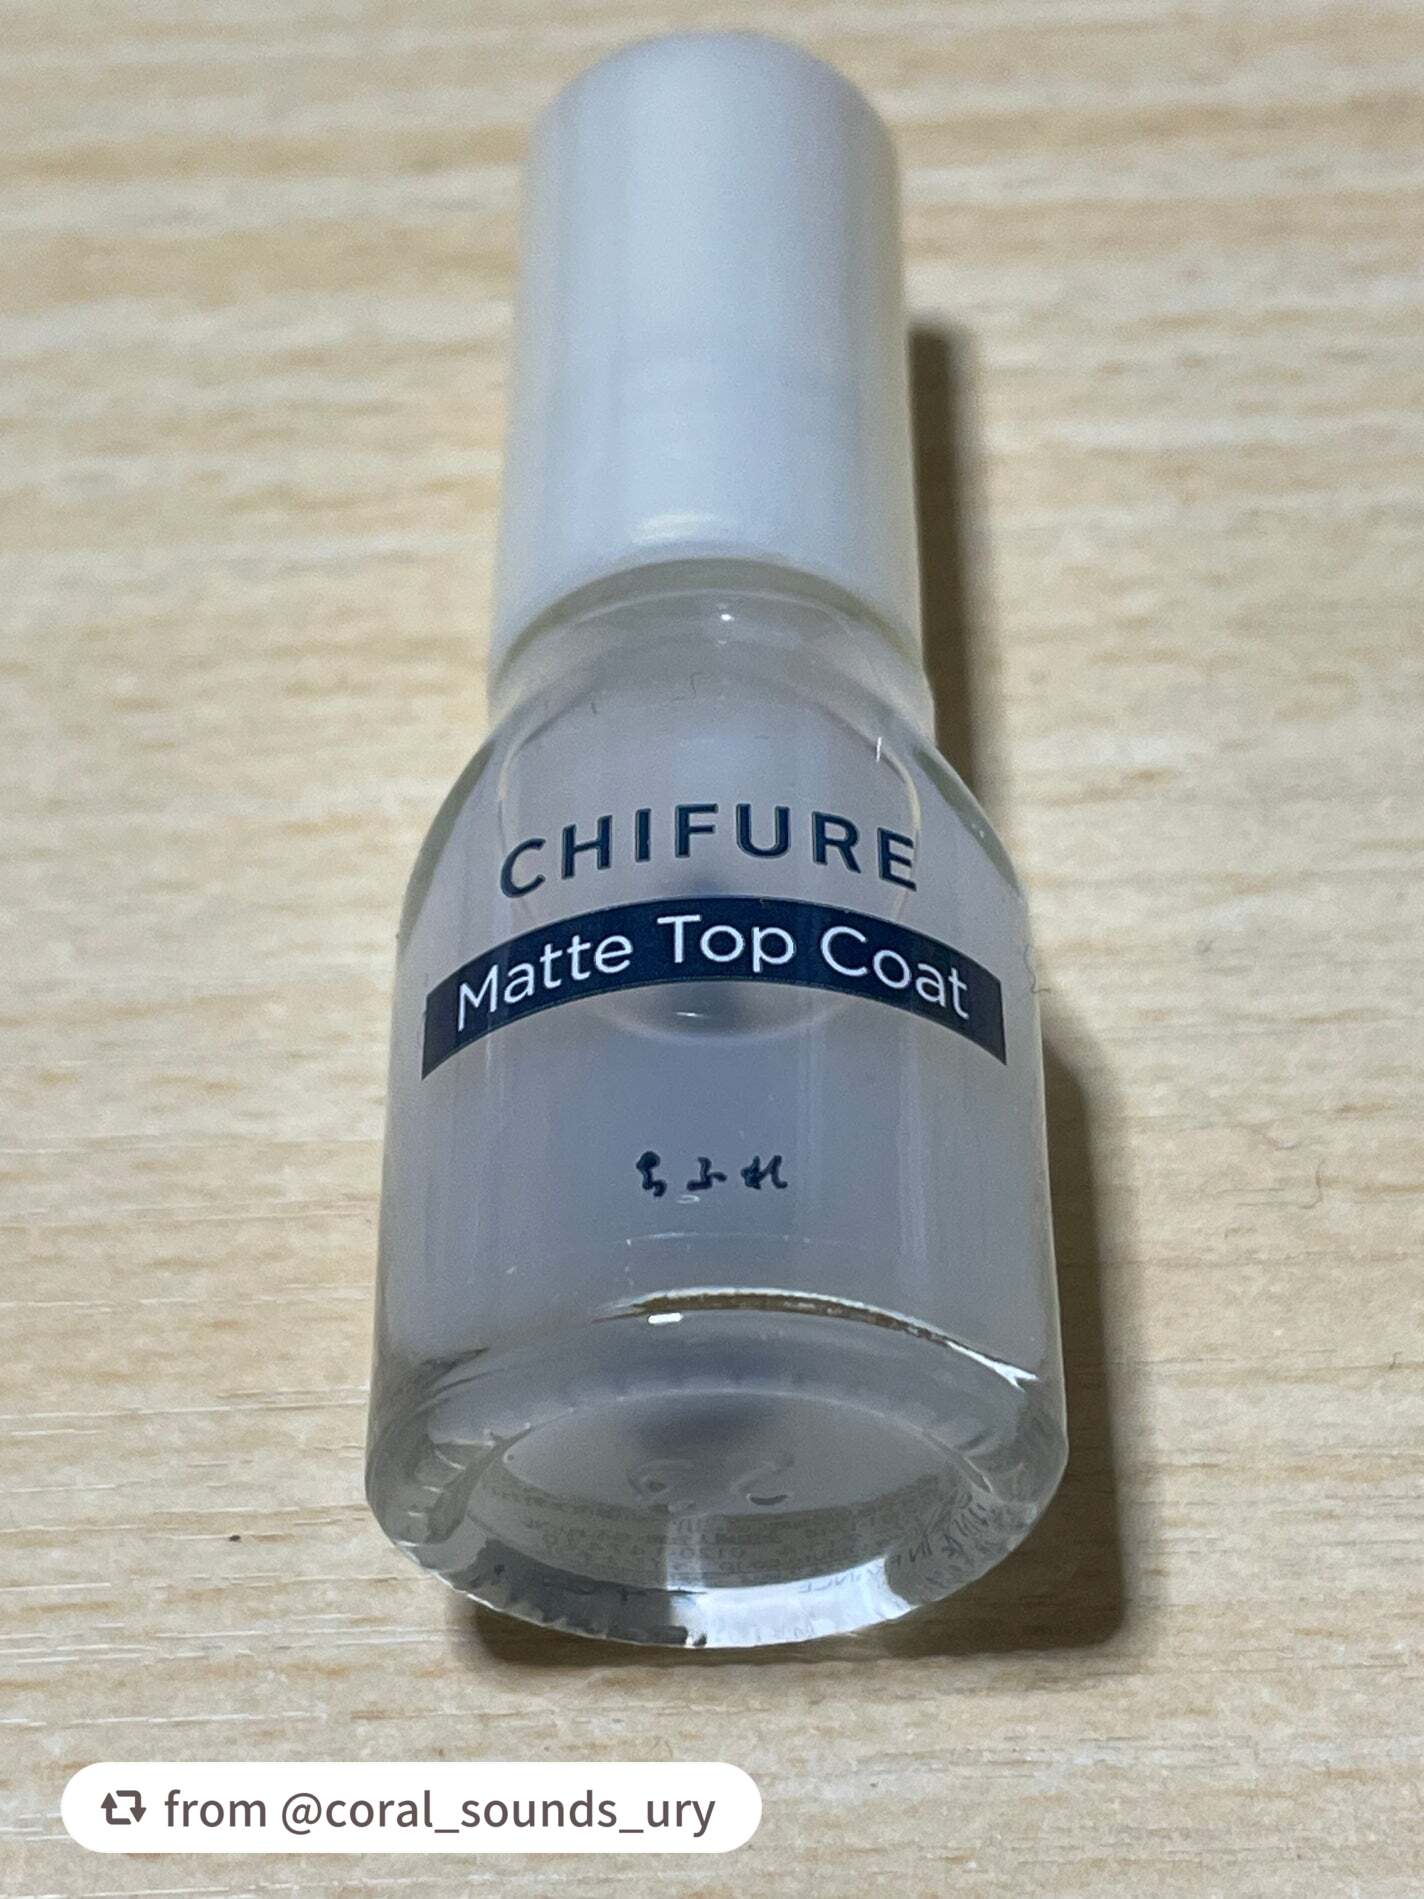 CHIFURE
Matte Top Coat
ちふれ
from @coral_sounds_ury